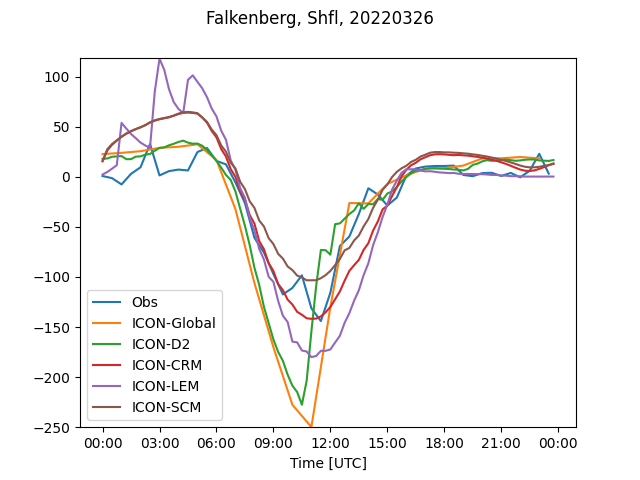 Falkenberg, Shfl, 20220326
100
50
0
−50
−100
−150
−200
−250
Obs
ICON-Global
ICON-D2
ICON-CRM
ICON-LEM
ICON-SCM
00:00 03:00 06:00 09:00 12:00 15:00 18:00 21:00 00:00
Time [UTC]